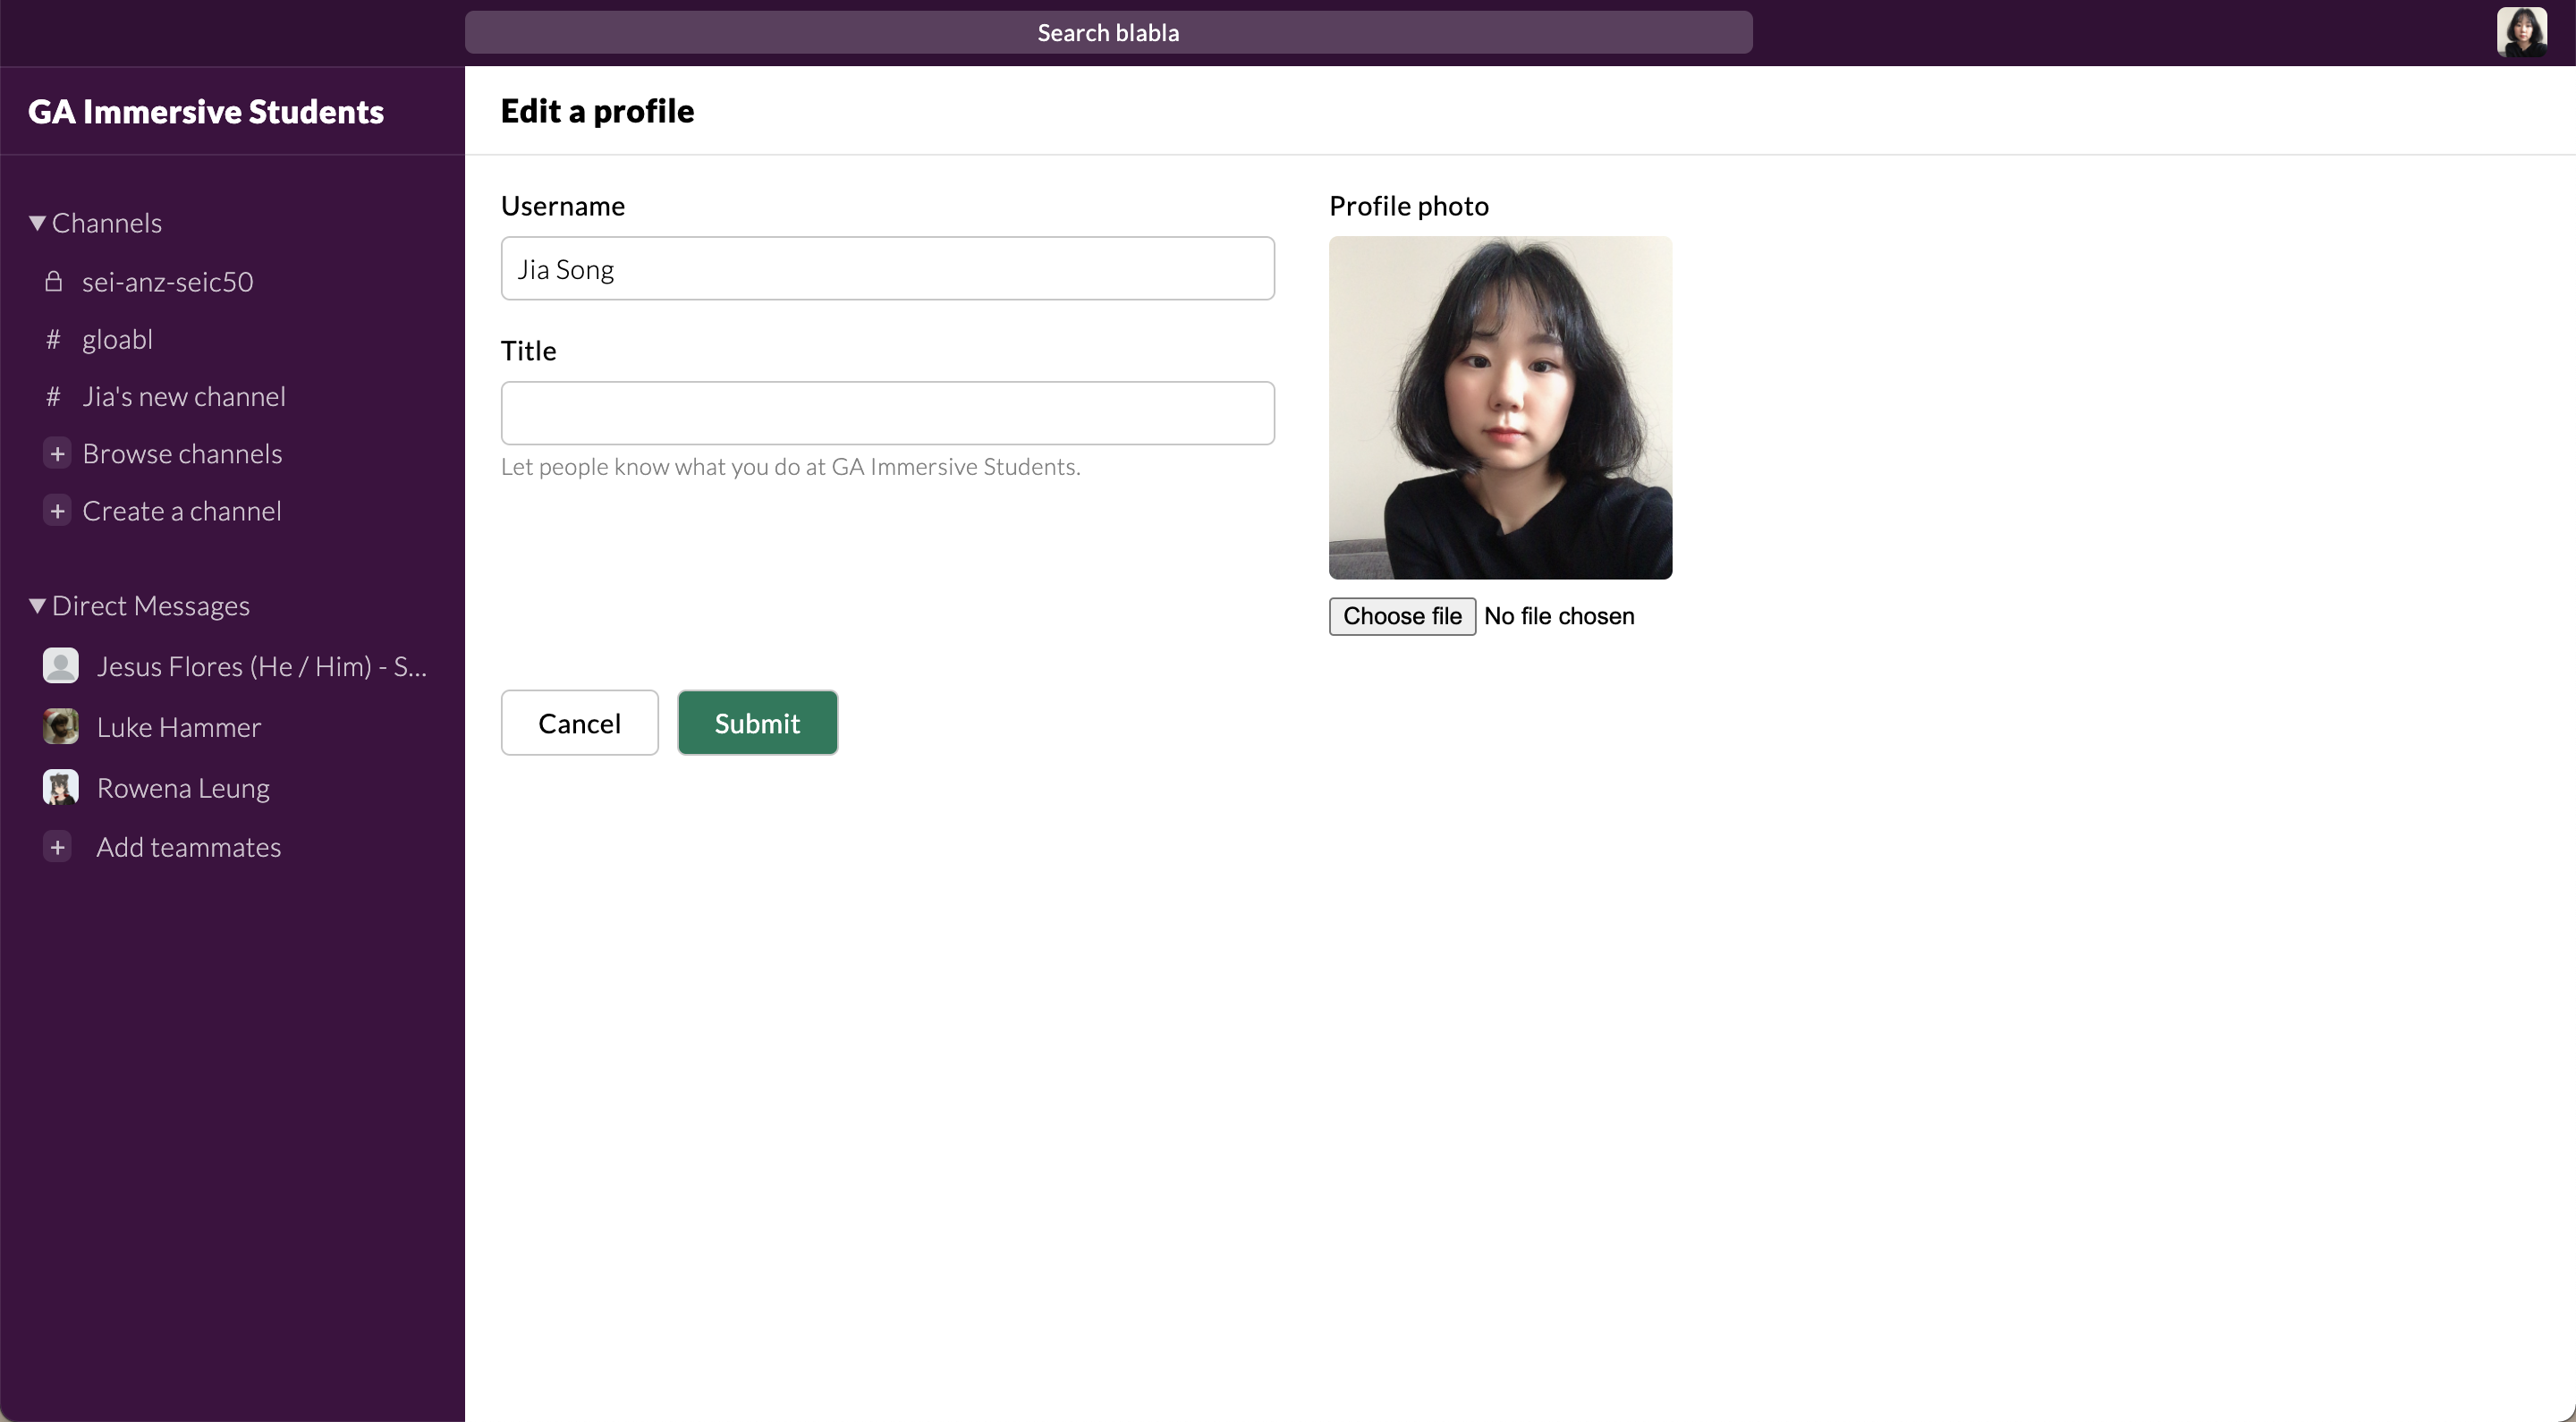 Search blabla
GA Immersive Students
Channels
sei-anz-seic50
# gloabl
# Jia's new channel
+ Browse channels
+ Create a channel
Direct Messages
Jesus Flores (He / Him) - S...
Luke Hammer
Rowena Leung
+ Add teammates
Edit a profile
Username
Jia Song
Title
Let people know what you do at GA Immersive Students.
Profile photo
Choose file No file chosen
Cancel Submit